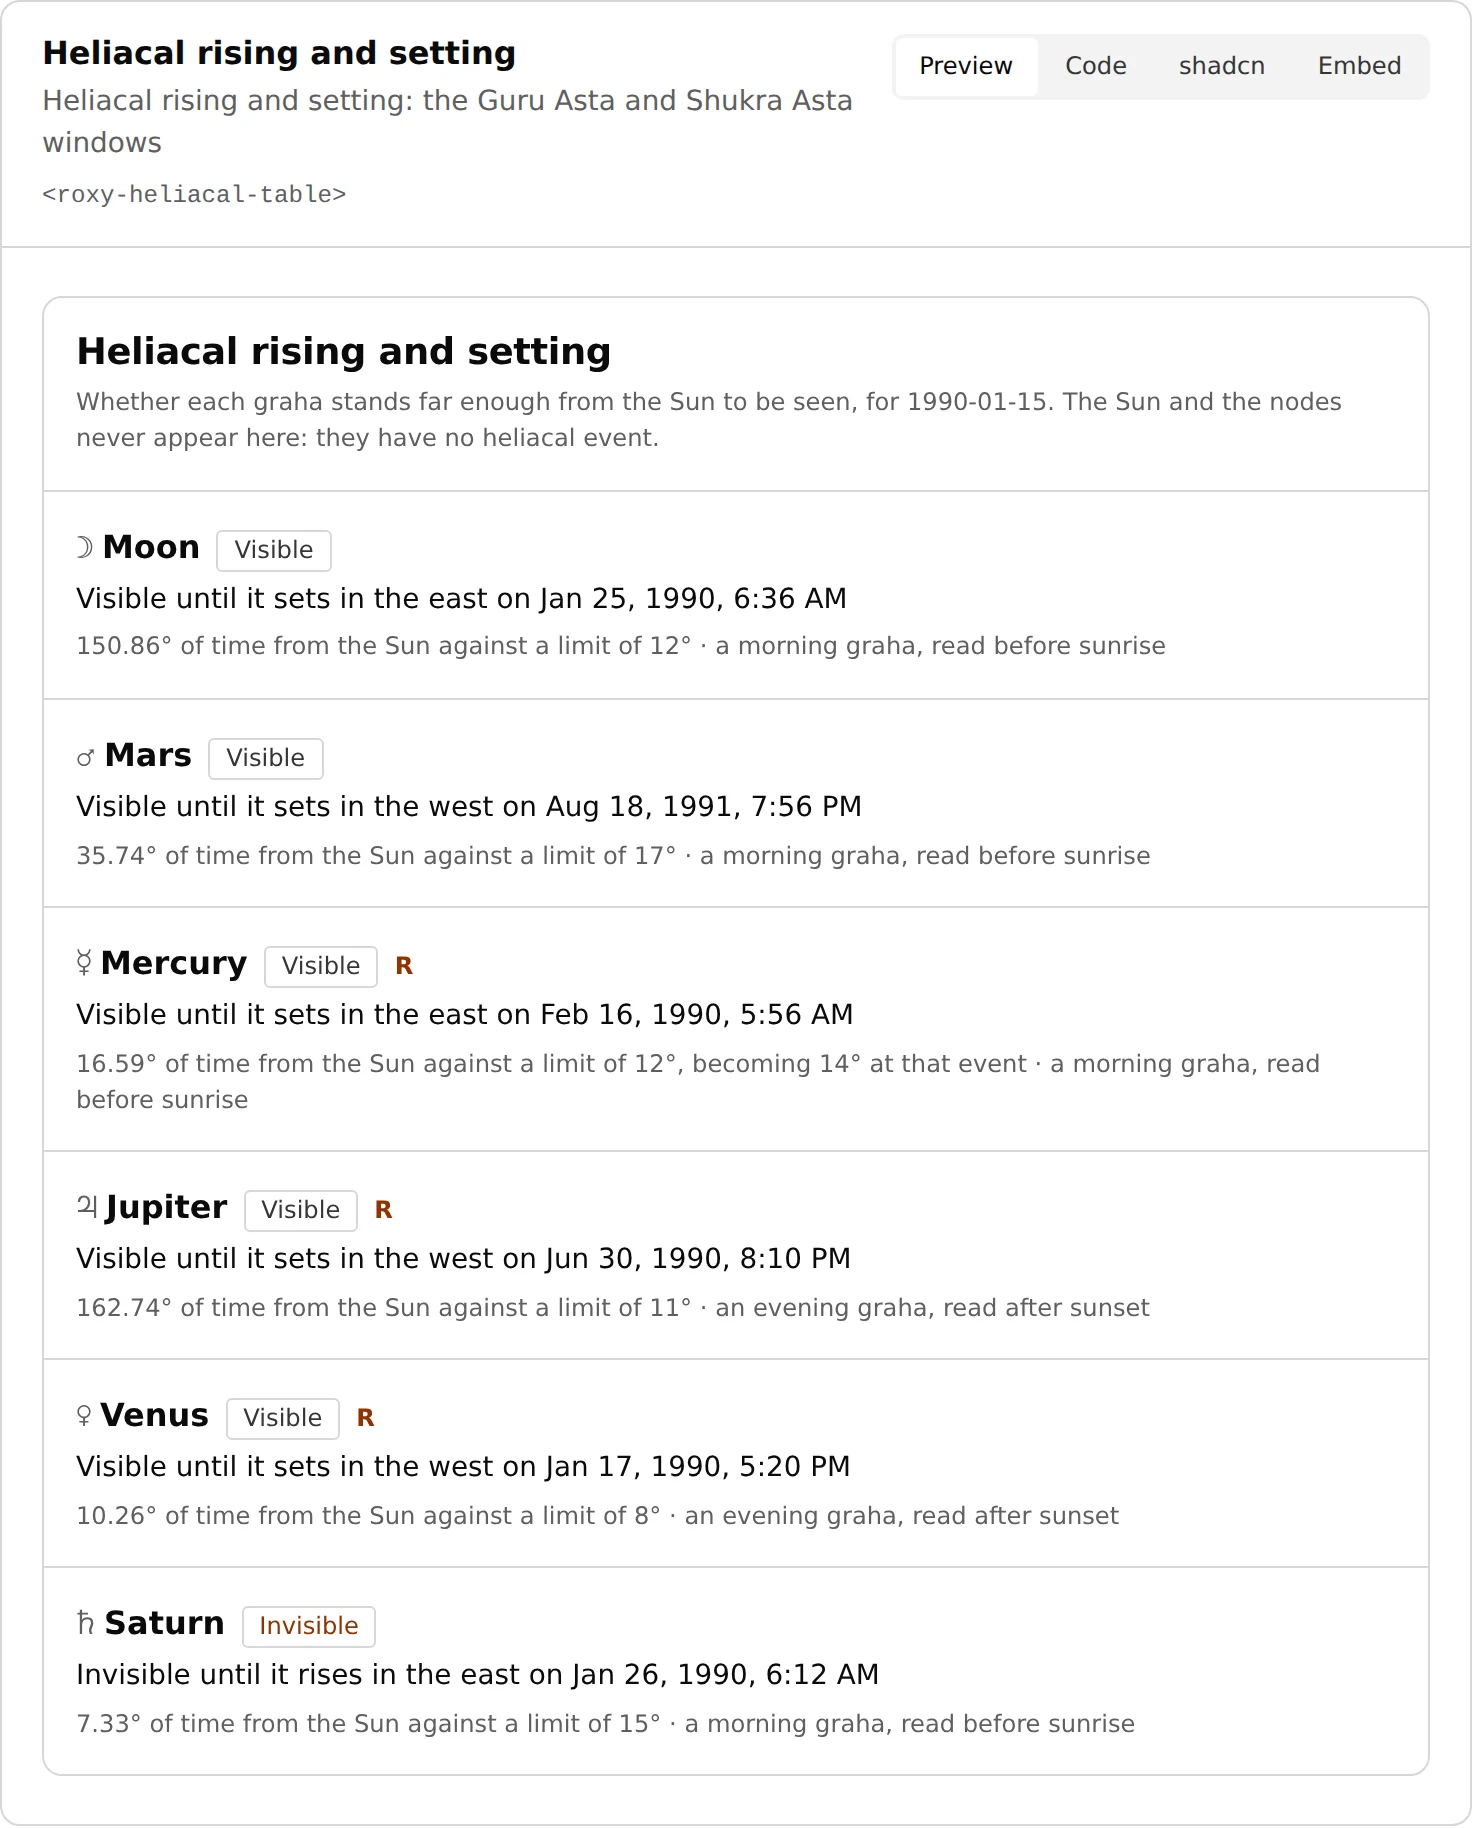 Heliacal rising and setting
Preview Code shadcn Embed
Heliacal rising and setting: the Guru Asta and Shukra Asta
windows
<roxy-heliacal-table>
Heliacal rising and setting
Whether each graha stands far enough from the Sun to be seen, for 1990-01-15. The Sun and the nodes
never appear here: they have no heliacal event.
☽ Moon Visible
Visible until it sets in the east on Jan 25, 1990, 6:36 AM
150.86° of time from the Sun against a limit of 12° · a morning graha, read before sunrise
♂ Mars Visible
Visible until it sets in the west on Aug 18, 1991, 7:56 PM
35.74° of time from the Sun against a limit of 17° · a morning graha, read before sunrise
☿ Mercury Visible R
Visible until it sets in the east on Feb 16, 1990, 5:56 AM
16.59° of time from the Sun against a limit of 12°, becoming 14° at that event · a morning graha, read
before sunrise
♃ Jupiter Visible R
Visible until it sets in the west on Jun 30, 1990, 8:10 PM
162.74° of time from the Sun against a limit of 11° · an evening graha, read after sunset
♀ Venus Visible R
Visible until it sets in the west on Jan 17, 1990, 5:20 PM
10.26° of time from the Sun against a limit of 8° · an evening graha, read after sunset
♄ Saturn Invisible
Invisible until it rises in the east on Jan 26, 1990, 6:12 AM
7.33° of time from the Sun against a limit of 15° · a morning graha, read before sunrise